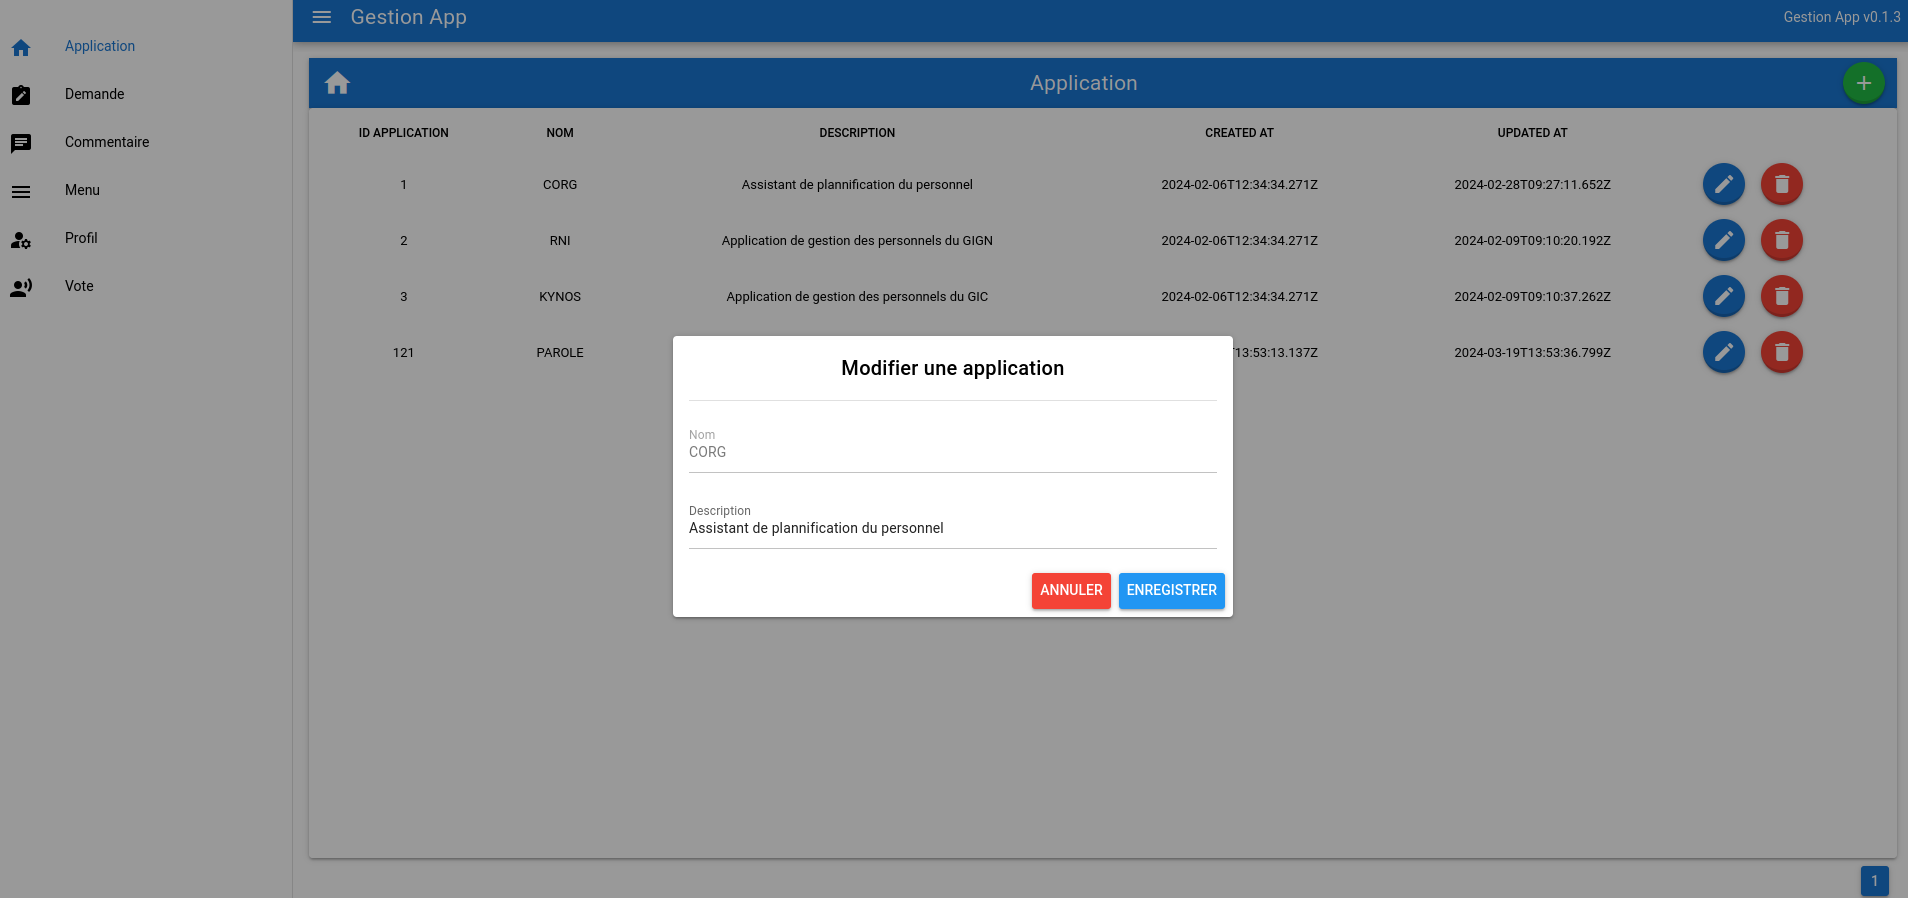 Gestion App
Gestion App v0.1.3
Application
Demande
Commentaire
Menu
Profil
Vote
Application
ID APPLICATION NOM DESCRIPTION CREATED AT UPDATED AT
1 CORG Assistant de plannification du personnel 2024-02-06T12:34:34.271Z 2024-02-28T09:27:11.652Z
2 RNI Application de gestion des personnels du GIGN 2024-02-06T12:34:34.271Z 2024-02-09T09:10:20.192Z
3 KYNOS Application de gestion des personnels du GIC 2024-02-06T12:34:34.271Z 2024-02-09T09:10:37.262Z
121 PAROLE T13:53:13.137Z 2024-03-19T13:53:36.799Z
Modifier une application
Nom
CORG
Description
Assistant de plannification du personnel
ANNULER ENREGISTRER
1